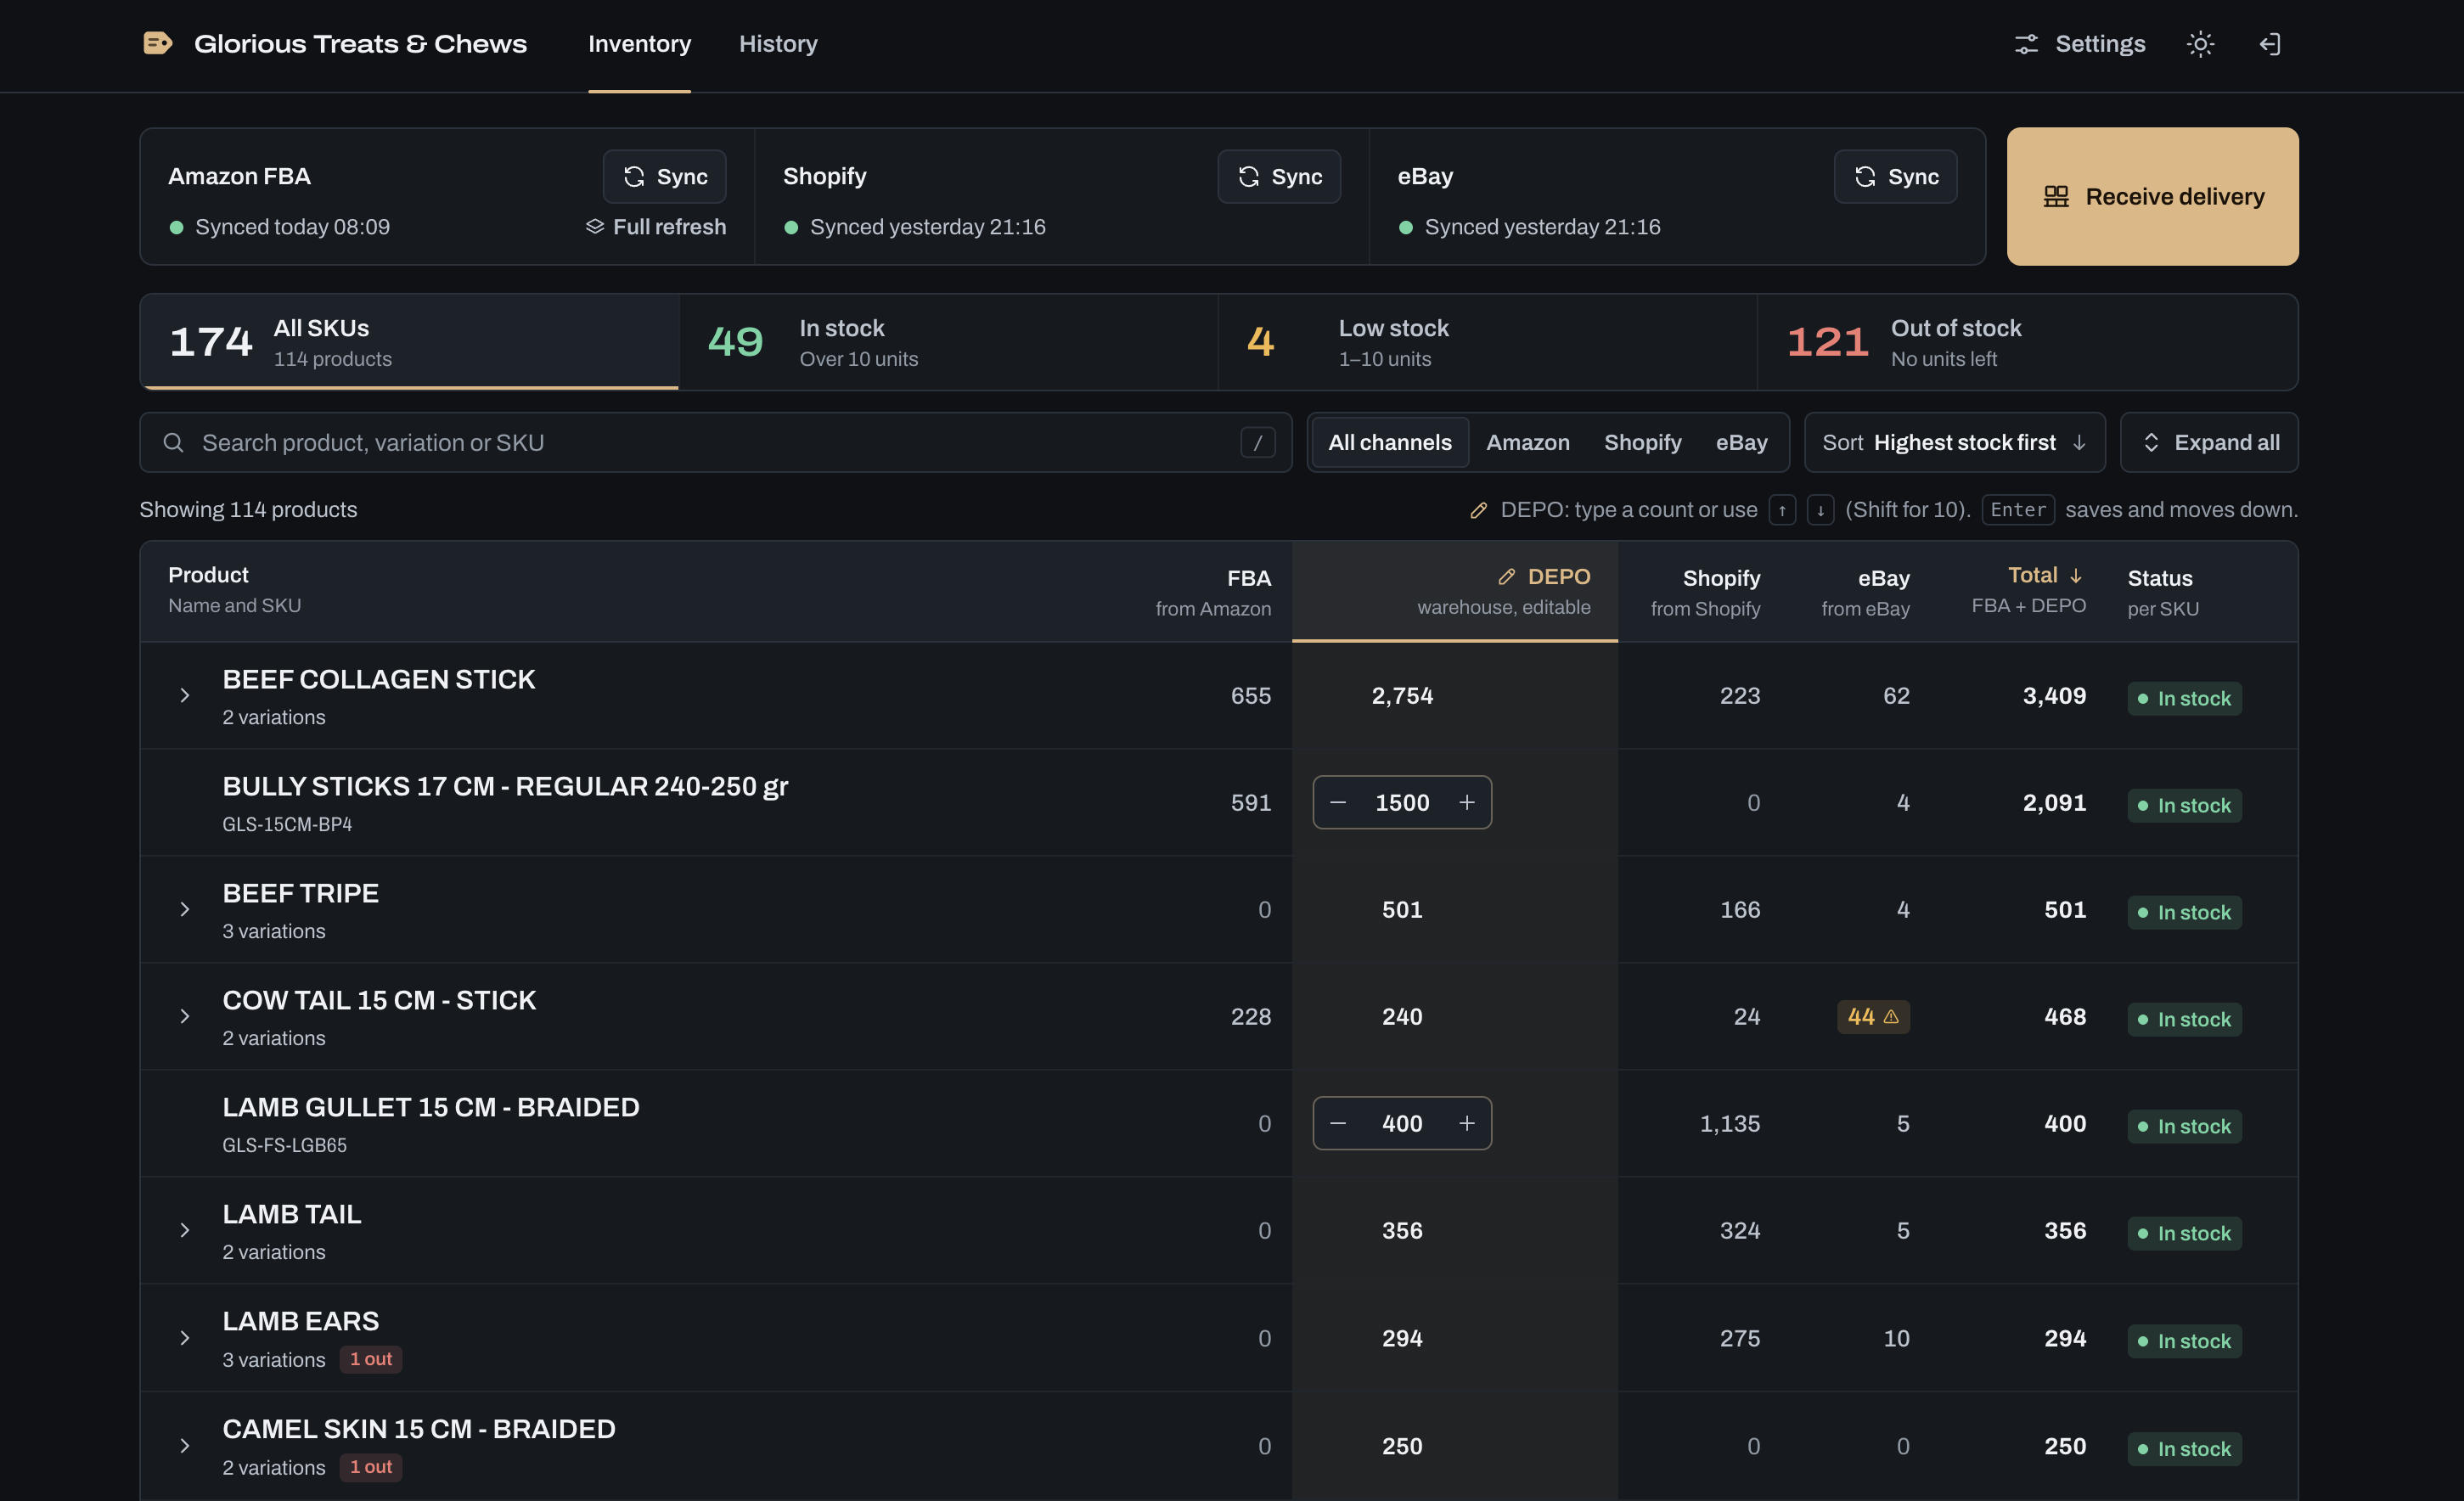 Glorious Treats & Chews Inventory History Settings
Amazon FBA Sync Shopify Sync eBay Sync
Receive delivery
Synced today 08:09 Full refresh Synced yesterday 21:16 Synced yesterday 21:16
174 All SKUs 49 In stock 4 Low stock 121 Out of stock
114 products Over 10 units 1–10 units No units left
Search product, variation or SKU / All channels Amazon Shopify eBay Sort Highest stock first ↓ Expand all
Showing 114 products DEPO: type a count or use ↑ ↓ (Shift for 10). Enter saves and moves down.
Product FBA DEPO Shopify eBay Total ↓ Status
Name and SKU from Amazon warehouse, editable from Shopify from eBay FBA + DEPO per SKU
BEEF COLLAGEN STICK
655 2,754 223 62 3,409 In stock
2 variations
BULLY STICKS 17 CM - REGULAR 240-250 gr
591 − 1500 + 0 4 2,091 In stock
GLS-15CM-BP4
BEEF TRIPE
0 501 166 4 501 In stock
3 variations
COW TAIL 15 CM - STICK
228 240 24 44 468 In stock
2 variations
LAMB GULLET 15 CM - BRAIDED
0 − 400 + 1,135 5 400 In stock
GLS-FS-LGB65
LAMB TAIL
0 356 324 5 356 In stock
2 variations
LAMB EARS
0 294 275 10 294 In stock
3 variations 1 out
CAMEL SKIN 15 CM - BRAIDED
0 250 0 0 250 In stock
2 variations 1 out